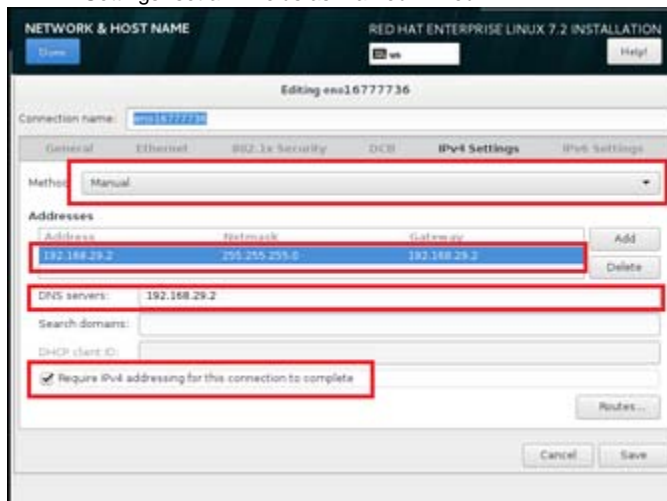 NETWORK & HOST NAME
RED HAT ENTERPRISE LINUX 7.2 INSTALLATION
Done
us
Help!
Editing eno16777736
Connection name: eno16777736
General Ethernet 802.1x Security DCB IPv4 Settings IPv6 Settings
Method: Manual
Addresses
Address Netmask Gateway
Add
192.168.29.2 255.255.255.0 192.168.29.2
Delete
DNS servers: 192.168.29.2
Search domains:
DHCP client ID:
Require IPv4 addressing for this connection to complete
Routes...
Cancel Save